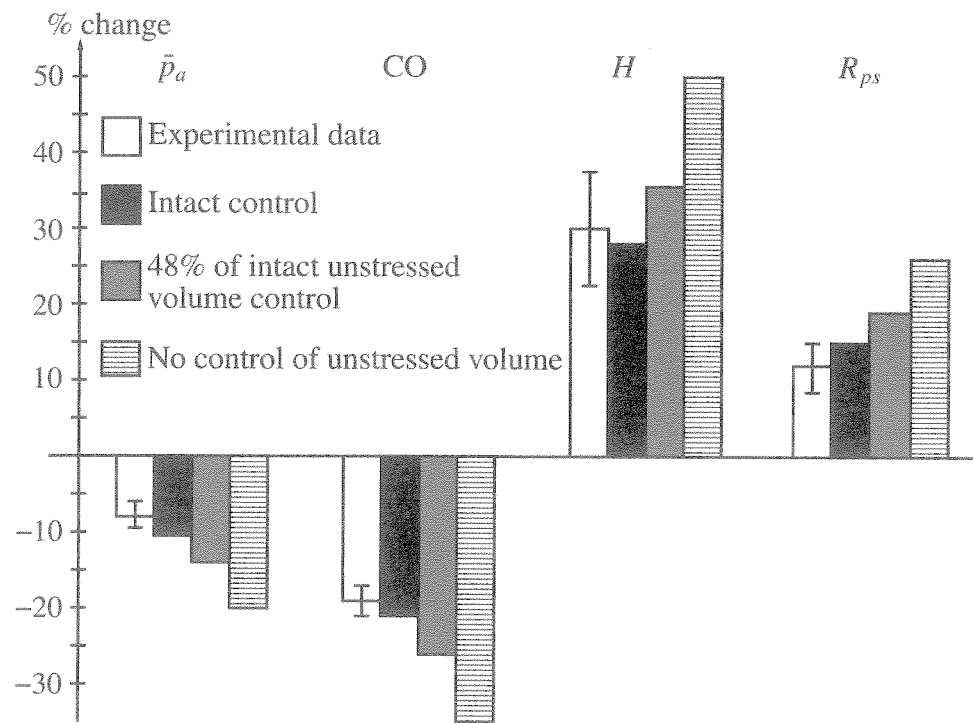 % change
p̄a CO H Rps
50
40
30
20
10
−10
−20
−30
Experimental data
Intact control
48% of intact unstressed
volume control
No control of unstressed volume